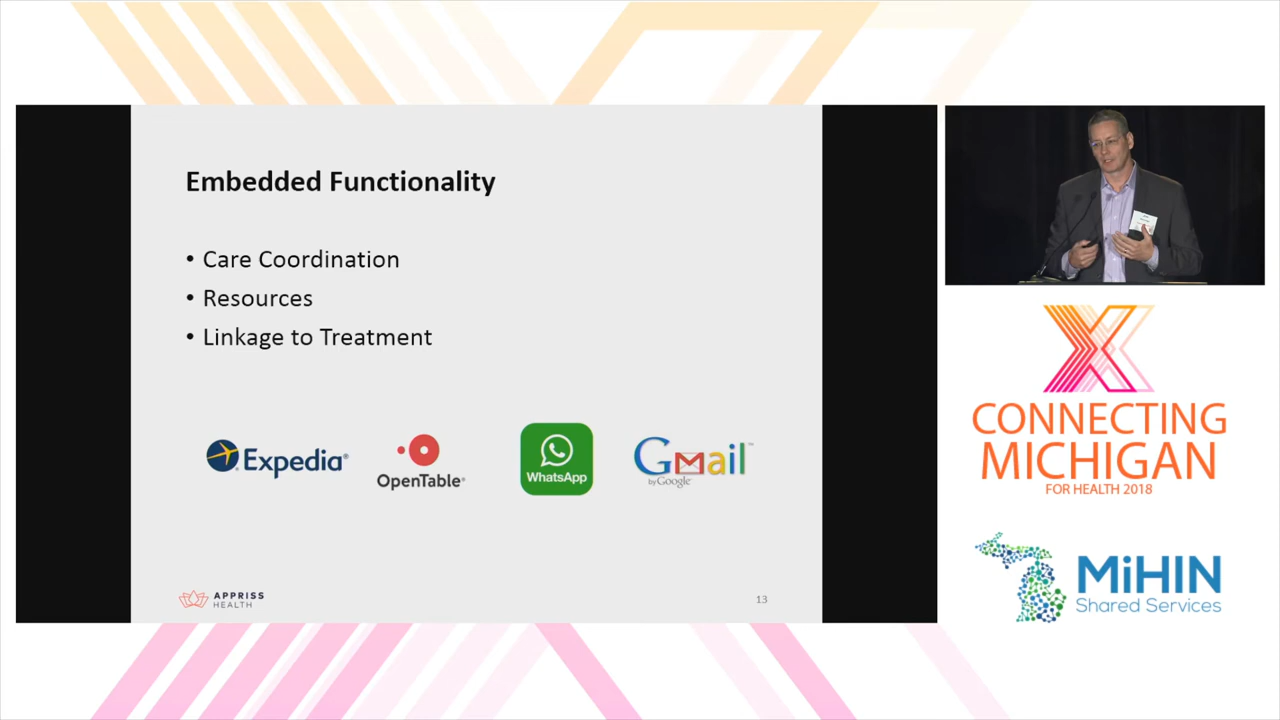 Embedded Functionality
• Care Coordination
• Resources
• Linkage to Treatment
Expedia®
OpenTable®
WhatsApp
Gmail™
by Google
APPRISS
HEALTH
13
CONNECTING
MICHIGAN
FOR HEALTH 2018
MiHIN
Shared Services